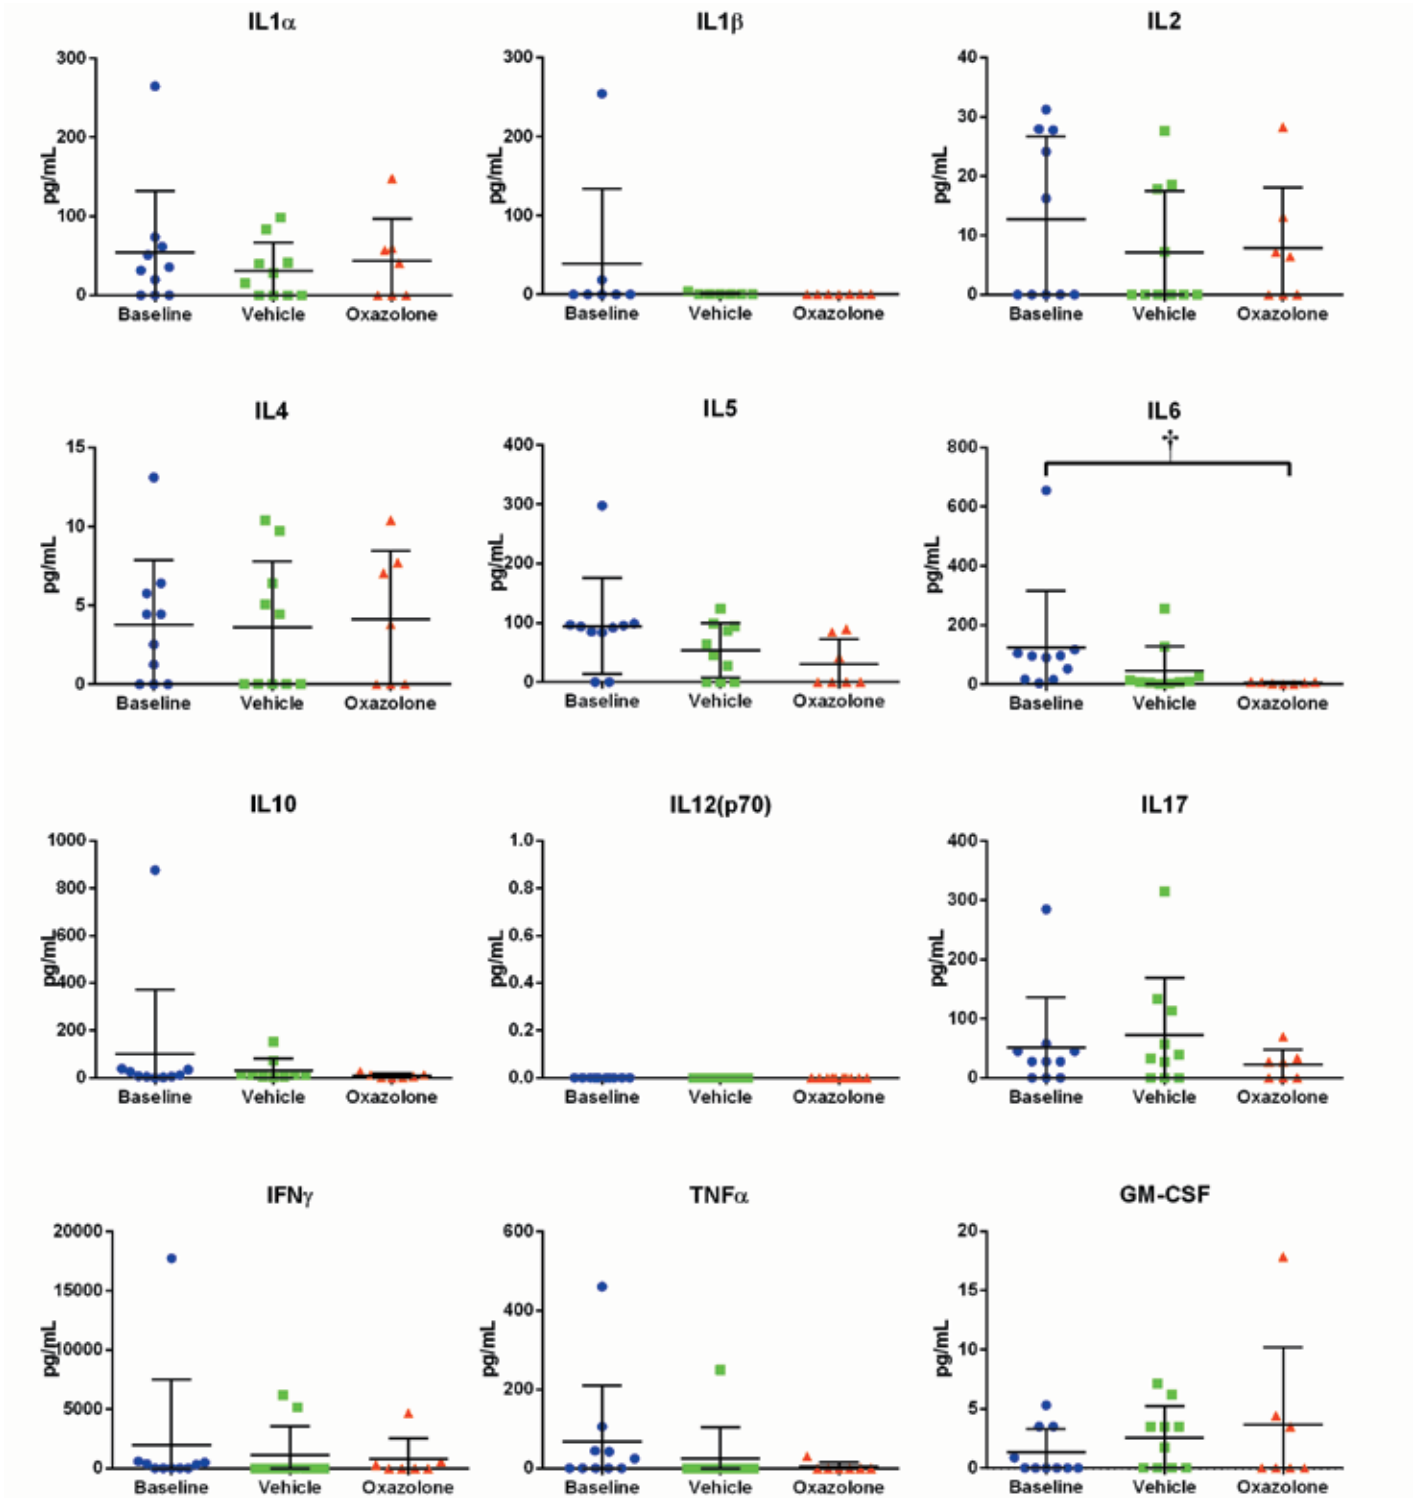 IL1α IL1β IL2
300 300 40
200 200 30
100 100 20
0 0 10
0
pg/mL pg/mL pg/mL
Baseline Vehicle Oxazolone Baseline Vehicle Oxazolone Baseline Vehicle Oxazolone
IL4 IL5 IL6
†
15 400 800
10 300 600
5 200 400
0 100 200
0 0
pg/mL pg/mL pg/mL
Baseline Vehicle Oxazolone Baseline Vehicle Oxazolone Baseline Vehicle Oxazolone
IL10 IL12(p70) IL17
1000 1.0 400
800 0.8 300
600 0.6 200
400 0.4 100
200 0.2 0
0 0.0
pg/mL pg/mL pg/mL
Baseline Vehicle Oxazolone Baseline Vehicle Oxazolone Baseline Vehicle Oxazolone
IFNγ TNFα GM-CSF
20000 600 20
15000 400 15
10000 200 10
5000 0 5
0 0
pg/mL pg/mL pg/mL
Baseline Vehicle Oxazolone Baseline Vehicle Oxazolone Baseline Vehicle Oxazolone